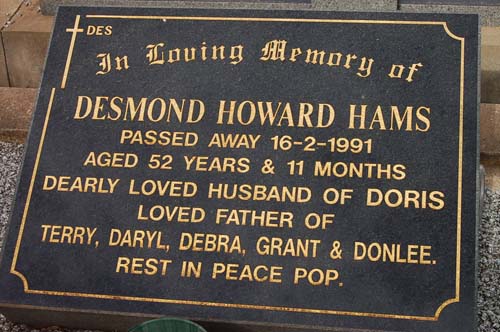 DES
In Loving Memory of
DESMOND HOWARD HAMS
PASSED AWAY 16-2-1991
AGED 52 YEARS & 11 MONTHS
DEARLY LOVED HUSBAND OF DORIS
LOVED FATHER OF
TERRY, DARYL, DEBRA, GRANT & DONLEE.
REST IN PEACE POP.